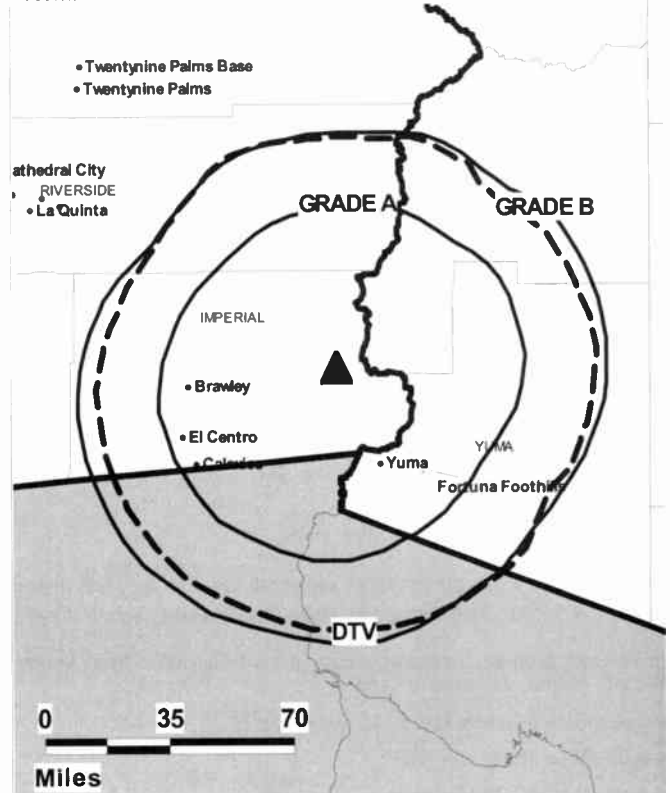 Twentynine Palms Base
Twentynine Palms
athedral City
RIVERSIDE
La Quinta
GRADE A
GRADE B
IMPERIAL
Brawley
El Centro
Calexico
YUMA
Yuma
Fortuna Foothills
DTV
0 35 70
Miles